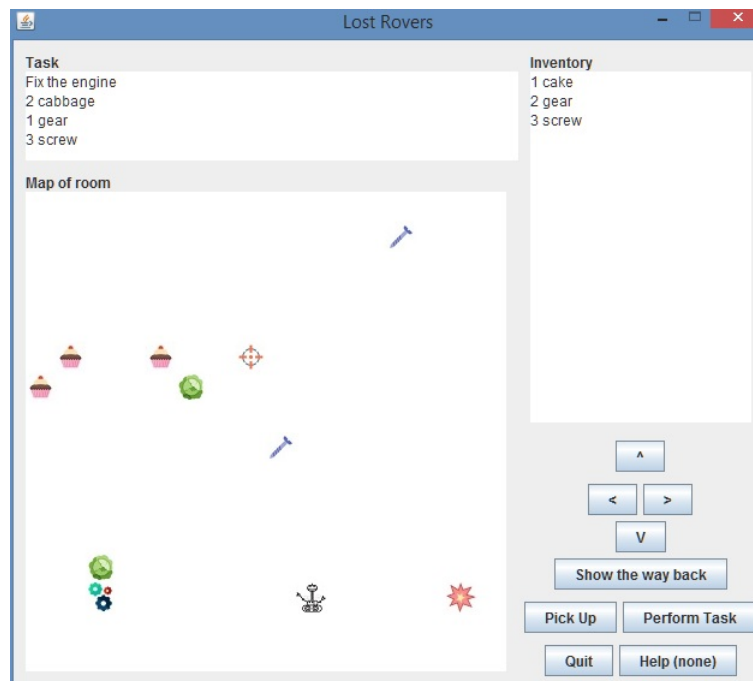 Lost Rovers
Task
Fix the engine
2 cabbage
1 gear
3 screw
Inventory
1 cake
2 gear
3 screw
Map of room
^
< >
V
Show the way back
Pick Up Perform Task
Quit Help (none)